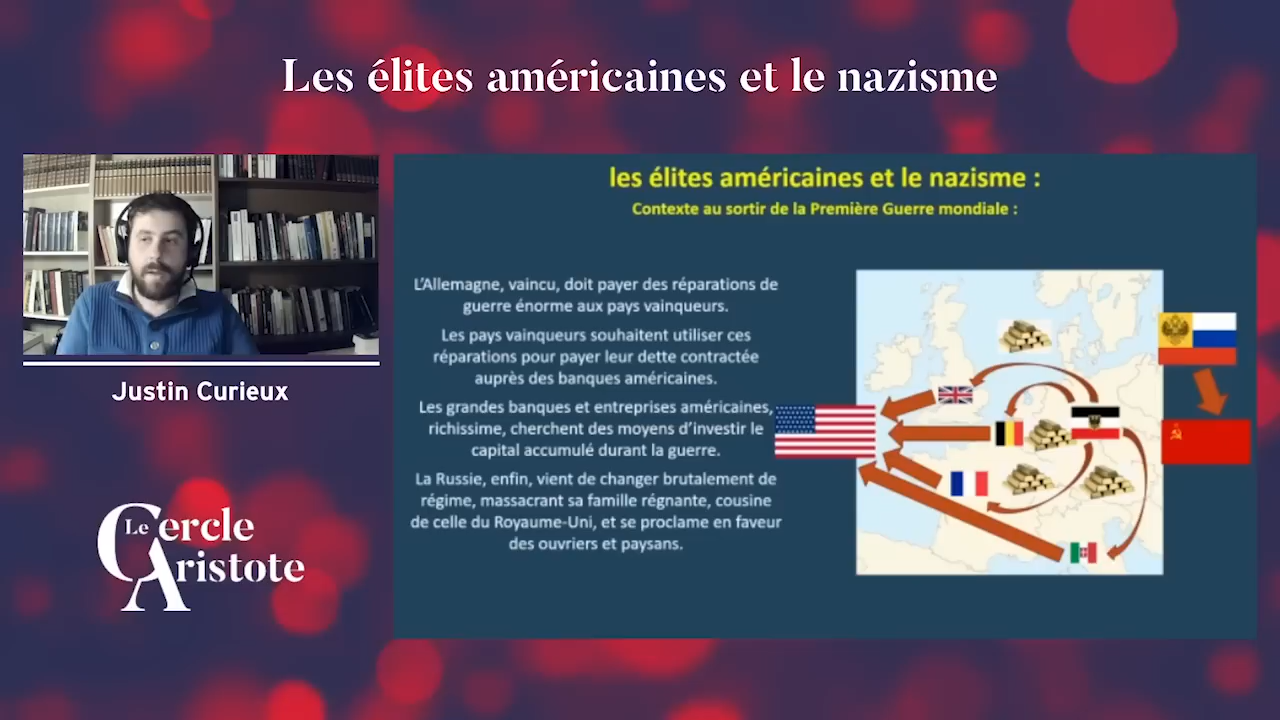 Les élites américaines et le nazisme
les élites américaines et le nazisme :
Contexte au sortir de la Première Guerre mondiale :
L'Allemagne, vaincu, doit payer des réparations de
guerre énorme aux pays vainqueurs.
Les pays vainqueurs souhaitent utiliser ces
réparations pour payer leur dette contractée
auprès des banques américaines.
Les grandes banques et entreprises américaines,
richissime, cherchent des moyens d'investir le
capital accumulé durant la guerre.
La Russie, enfin, vient de changer brutalement de
régime, massacrant sa famille régnante, cousine
de celle du Royaume-Uni, et se proclame en faveur
des ouvriers et paysans.
Justin Curieux
Le Cercle
Aristote